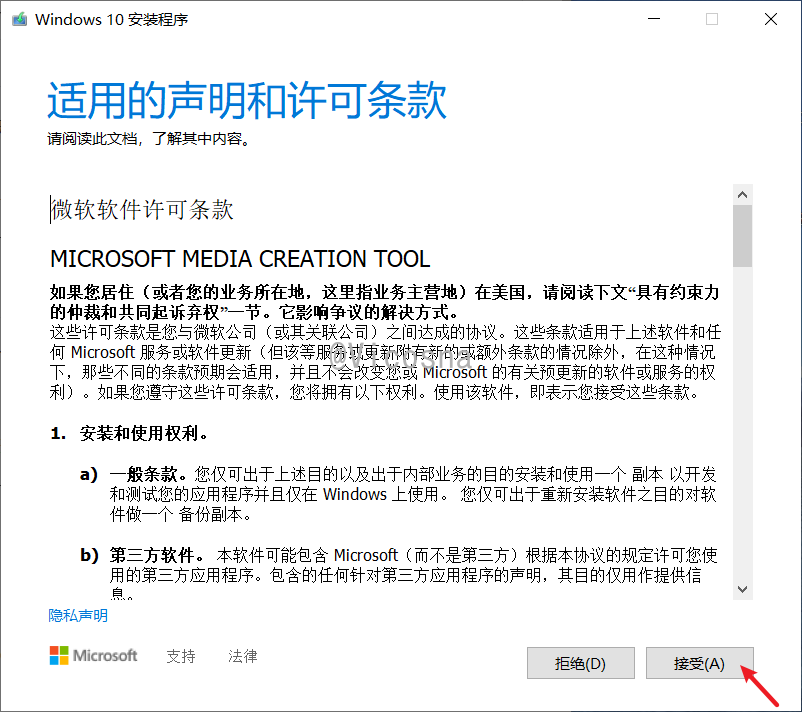 Windows 10 安装程序
适用的声明和许可条款
请阅读此文档，了解其中内容。
微软软件许可条款
MICROSOFT MEDIA CREATION TOOL
如果您居住（或者您的业务所在地，这里指业务主营地）在美国，请阅读下文“具有约束力
的仲裁和共同起诉弃权”一节。它影响争议的解决方式。
这些许可条款是您与微软公司（或其关联公司）之间达成的协议。这些条款适用于上述软件和任
何 Microsoft 服务或软件更新（但该等服务或更新附有新的或额外条款的情况除外，在这种情况
下，那些不同的条款预期会适用，并且不会改变您或 Microsoft 的有关预更新的软件或服务的权
利）。如果您遵守这些许可条款，您将拥有以下权利。使用该软件，即表示您接受这些条款。
@Vicosna
1. 安装和使用权利。
a) 一般条款。您仅可出于上述目的以及出于内部业务的目的安装和使用一个 副本 以开发
和测试您的应用程序并且仅在 Windows 上使用。 您仅可出于重新安装软件之目的对软
件做一个 备份副本。
b) 第三方软件。 本软件可能包含 Microsoft（而不是第三方）根据本协议的规定许可您使
用的第三方应用程序。包含的任何针对第三方应用程序的声明，其目的仅用作提供信
息。
隐私声明
Microsoft 支持 法律
拒绝(D) 接受(A)